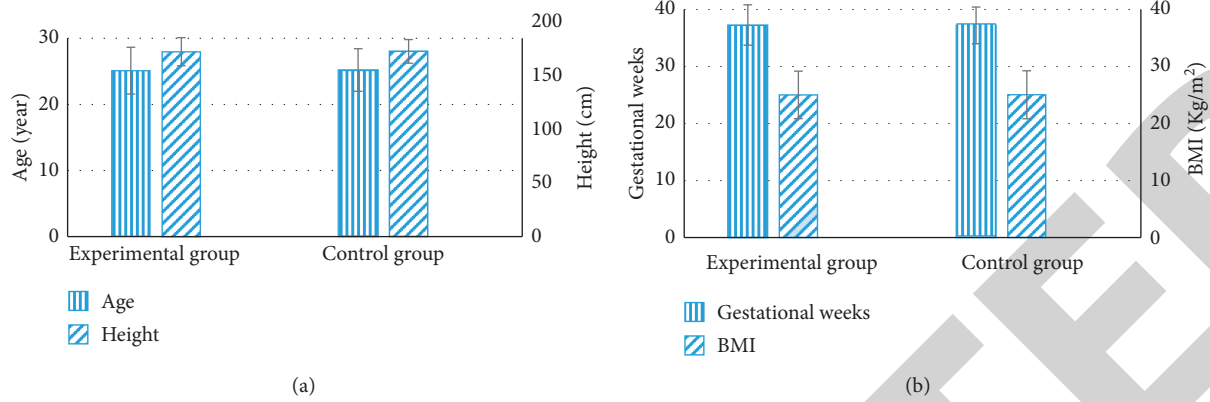 30
20
10
0
Age (year)
200
150
100
50
0
Height (cm)
Experimental group
Control group
Age
Height
(a)
40
30
20
10
0
Gestational weeks
40
30
20
10
0
BMI (Kg/m²)
Experimental group
Control group
Gestational weeks
BMI
(b)